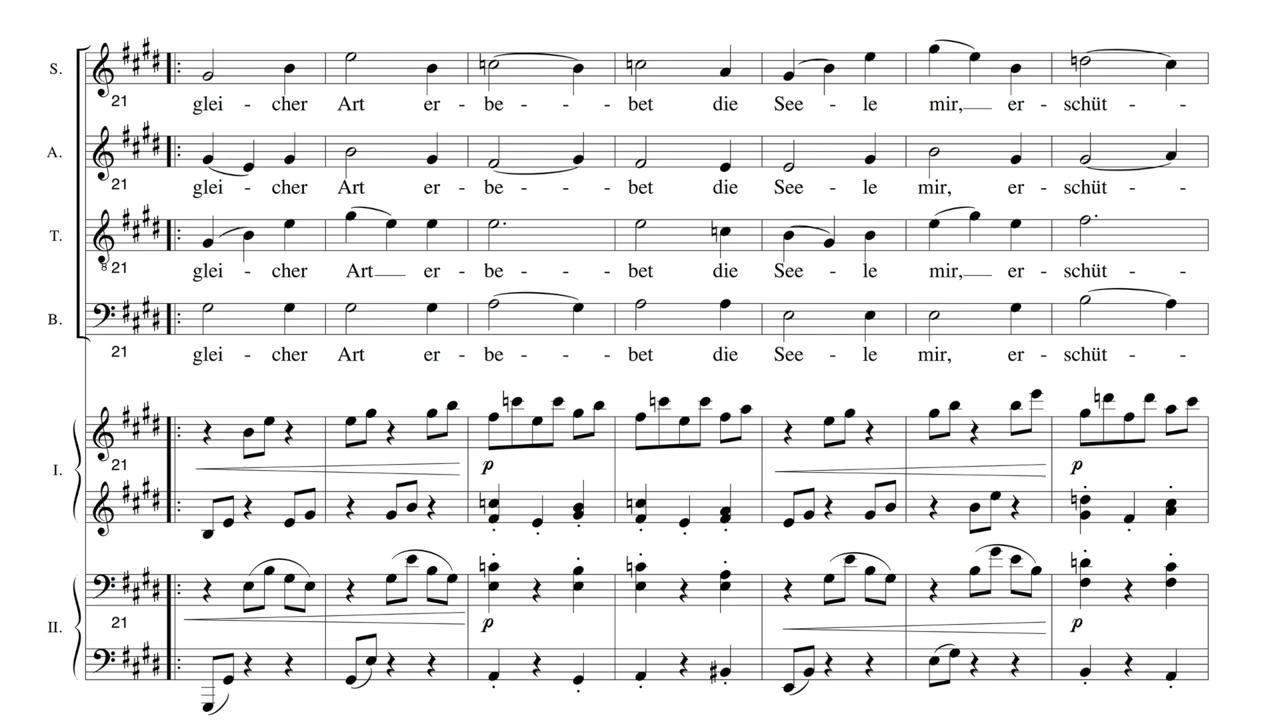 S.
21 glei - cher Art er - be - - - bet die See - le mir, er - schüt - -
A.
21 glei - cher Art er - be - - - bet die See - le mir, er - schüt - -
T.
8 21 glei - cher Art er - be - - - bet die See - le mir, er - schüt - -
B.
21 glei - cher Art er - be - - - bet die See - le mir, er - schüt - -
I. 21 p p
II. 21 p p